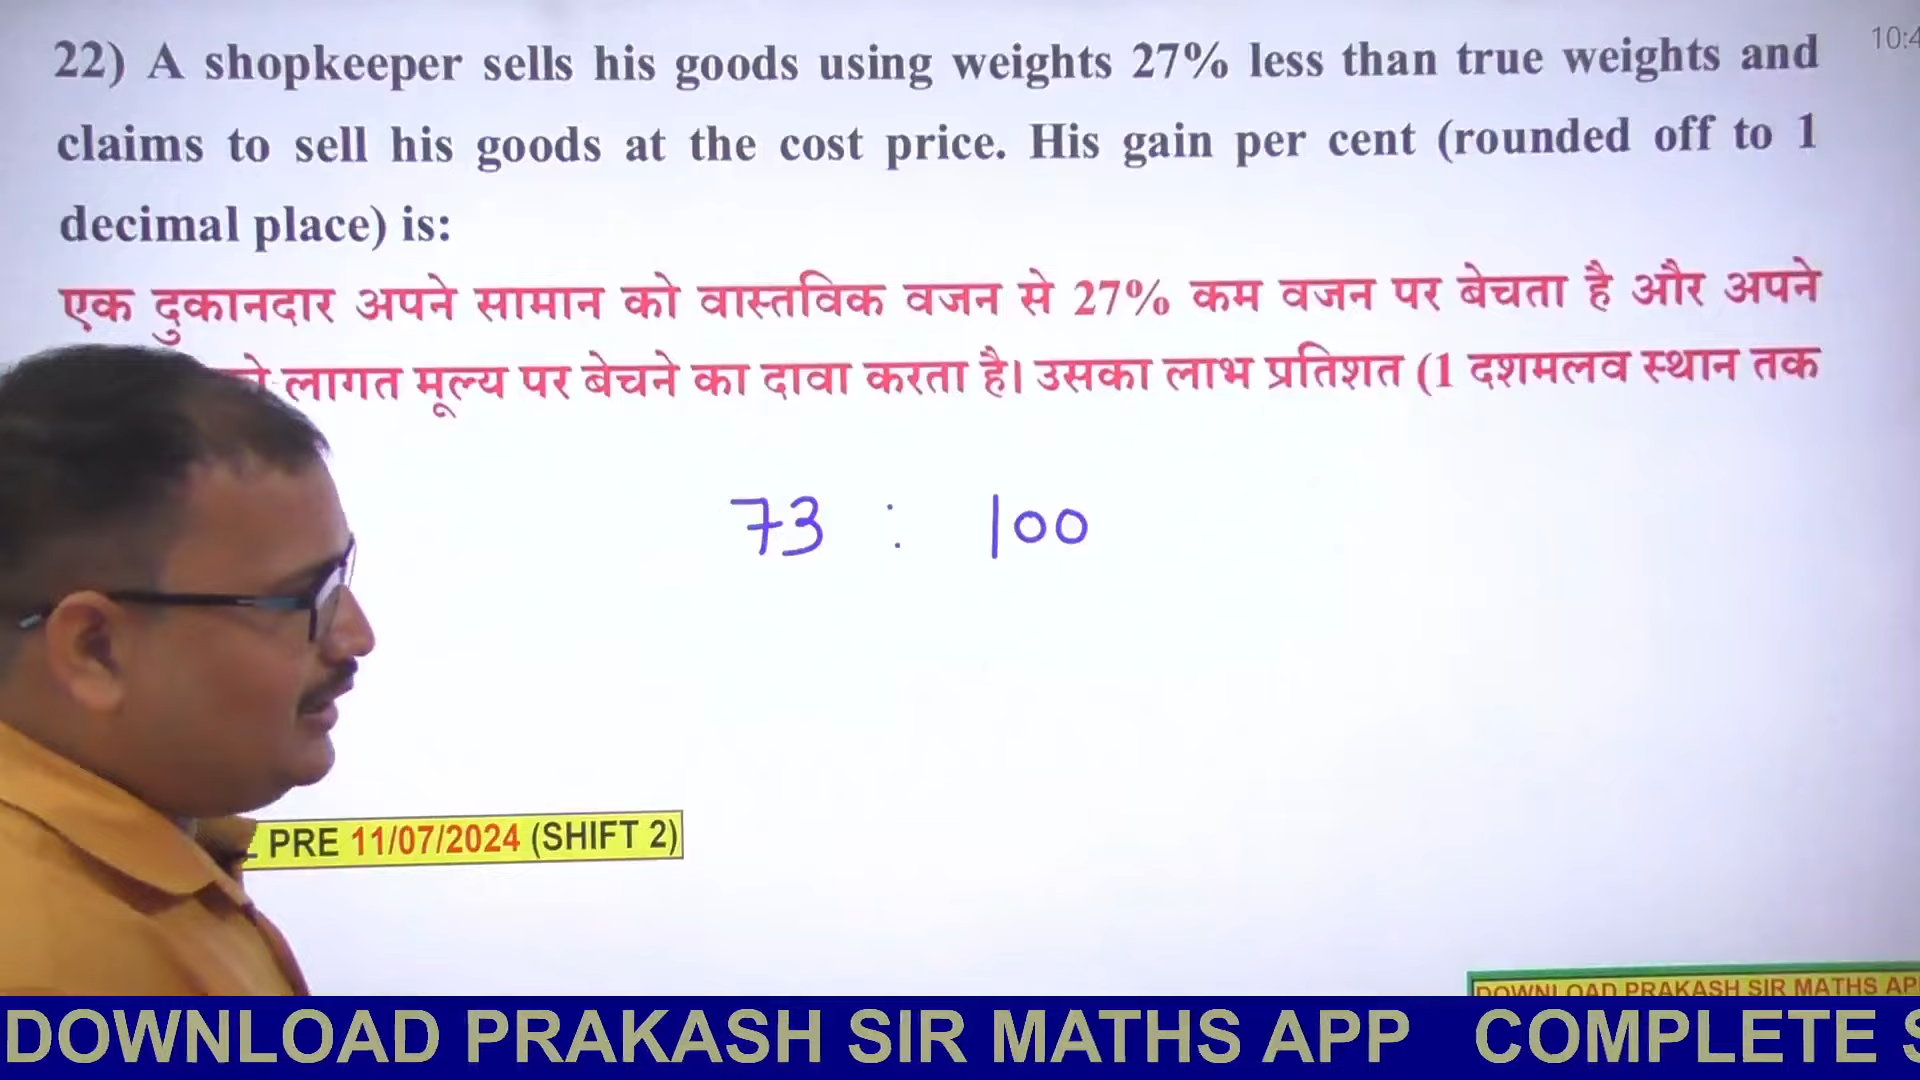 22) A shopkeeper sells his goods using weights 27% less than true weights and
10:4
claims to sell his goods at the cost price. His gain per cent (rounded off to 1
decimal place) is:
एक दुकानदार अपने सामान को वास्तविक वजन से 27% कम वजन पर बेचता है और अपने
लागत मूल्य पर बेचने का दावा करता है। उसका लाभ प्रतिशत (1 दशमलव स्थान तक
73 : 100
PRE 11/07/2024 (SHIFT 2)
DOWNLOAD PRAKASH SIR MATHS AP
DOWNLOAD PRAKASH SIR MATHS APP COMPLETE S